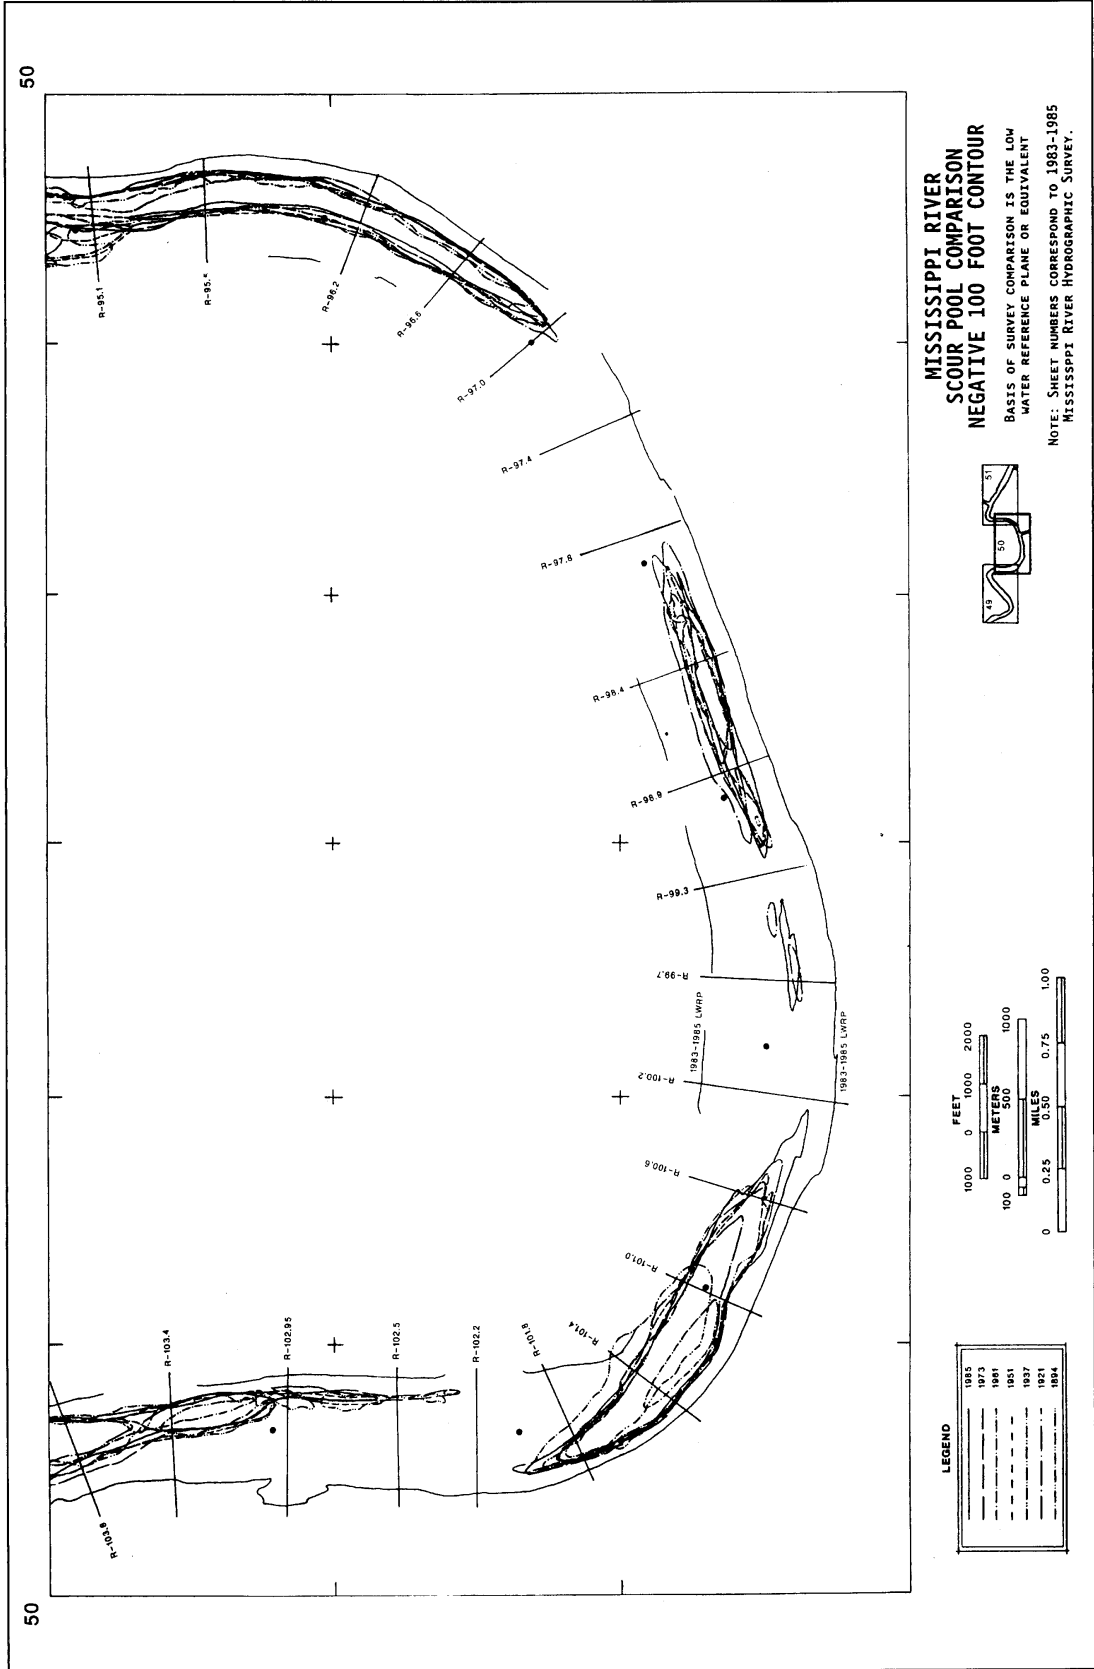 50
50
MISSISSIPPI RIVER
SCOUR POOL COMPARISON
NEGATIVE 100 FOOT CONTOUR
BASIS OF SURVEY COMPARISON IS THE LOW
WATER REFERENCE PLANE OR EQUIVALENT
NOTE: SHEET NUMBERS CORRESPOND TO 1983-1985
MISSISSPPI RIVER HYDROGRAPHIC SURVEY.
49
50
51
R-95.1
R-95.5
R-96.2
R-96.6
R-97.0
R-97.4
R-97.8
R-98.4
R-98.9
R-99.3
R-99.7
1983-1985 LWRP
1983-1985 LWRP
R-100.2
R-100.6
R-101.0
R-101.4
R-101.8
R-102.2
R-102.5
R-102.95
R-103.4
R-103.8
FEET
1000 0 1000 2000
METERS
100 0 500 1000
MILES
0 0.25 0.50 0.75 1.00
LEGEND
1985
1973
1961
1951
1937
1921
1894